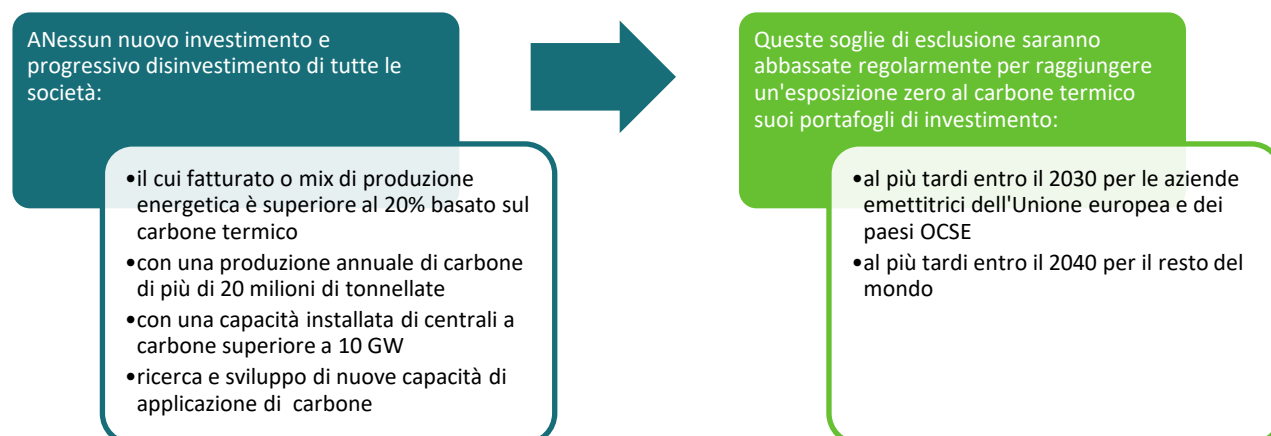 ANessun nuovo investimento e
progressivo disinvestimento di tutte le
società:
•il cui fatturato o mix di produzione
energetica è superiore al 20% basato sul
carbone termico
•con una produzione annuale di carbone
di più di 20 milioni di tonnellate
•con una capacità installata di centrali a
carbone superiore a 10 GW
•ricerca e sviluppo di nuove capacità di
applicazione di  carbone
Queste soglie di esclusione saranno
abbassate regolarmente per raggiungere
un'esposizione zero al carbone termico
suoi portafogli di investimento:
•al più tardi entro il 2030 per le aziende
emettitrici dell'Unione europea e dei
paesi OCSE
•al più tardi entro il 2040 per il resto del
mondo